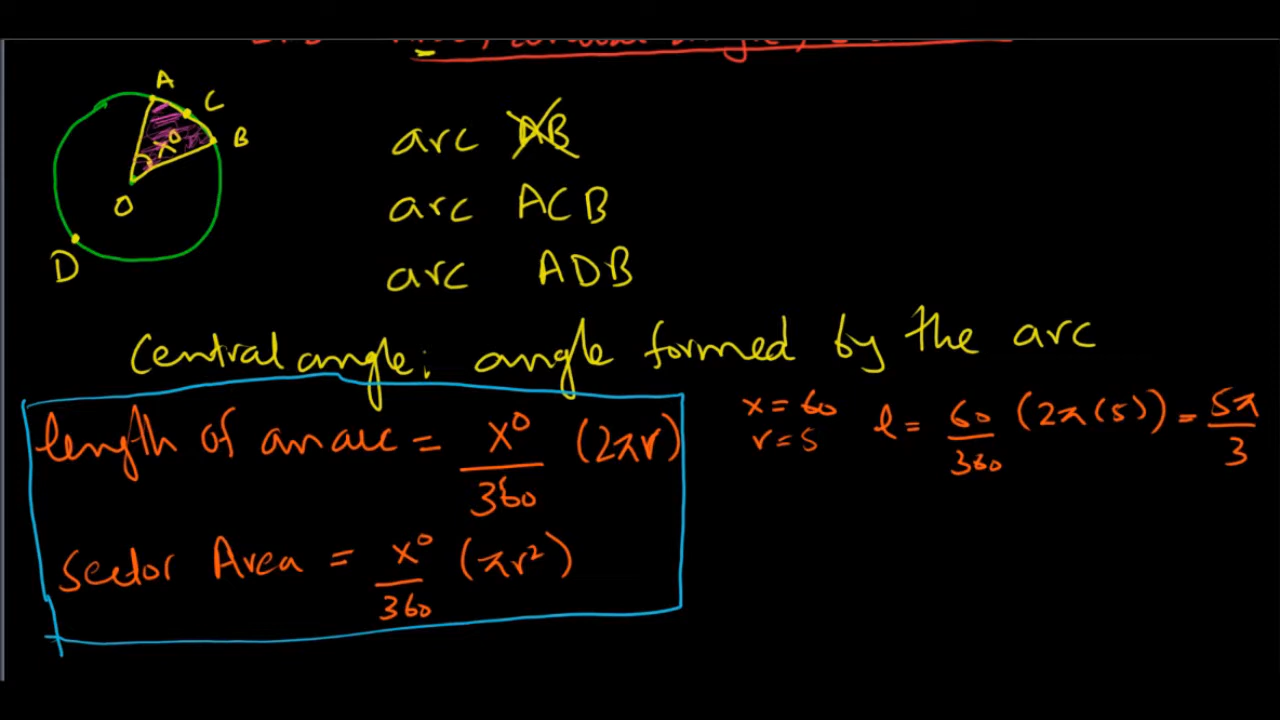 A
C
B
x°
O
D
arc AB
arc ACB
arc ADB
Central angle: angle formed by the arc
length of an arc = x°/360 (2πr)
x = 60
r = 5
l = 60/360 (2π(5)) = 5π/3
Sector Area = x°/360 (πr²)